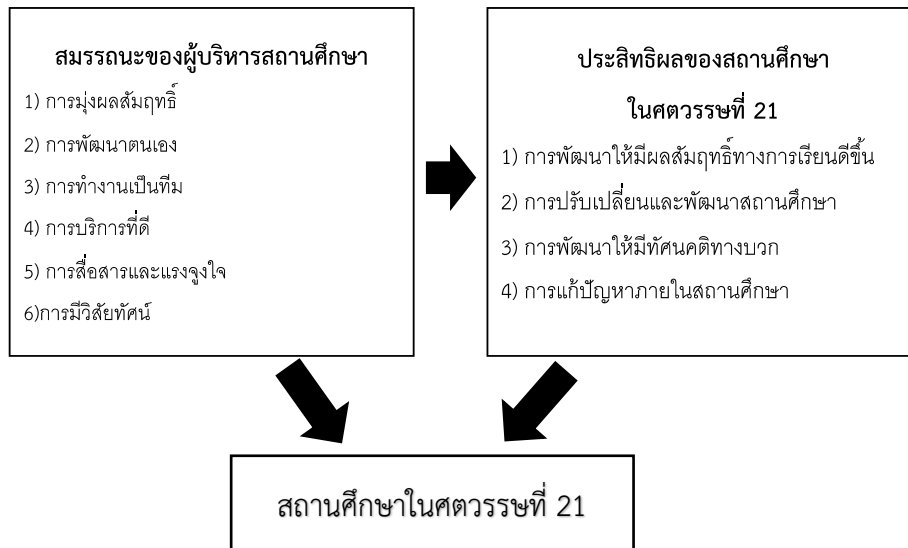 สมรรถนะของผู้บริหารสถานศึกษา
1) การมุ่งผลสัมฤทธิ์
2) การพัฒนาตนเอง
3) การทำงานเป็นทีม
4) การบริการที่ดี
5) การสื่อสารและแรงจูงใจ
6)การมีวิสัยทัศน์
ประสิทธิผลของสถานศึกษา
ในศตวรรษที่ 21
1) การพัฒนาให้มีผลสัมฤทธิ์ทางการเรียนดีขึ้น
2) การปรับเปลี่ยนและพัฒนาสถานศึกษา
3) การพัฒนาให้มีทัศนคติทางบวก
4) การแก้ปัญหาภายในสถานศึกษา
สถานศึกษาในศตวรรษที่ 21